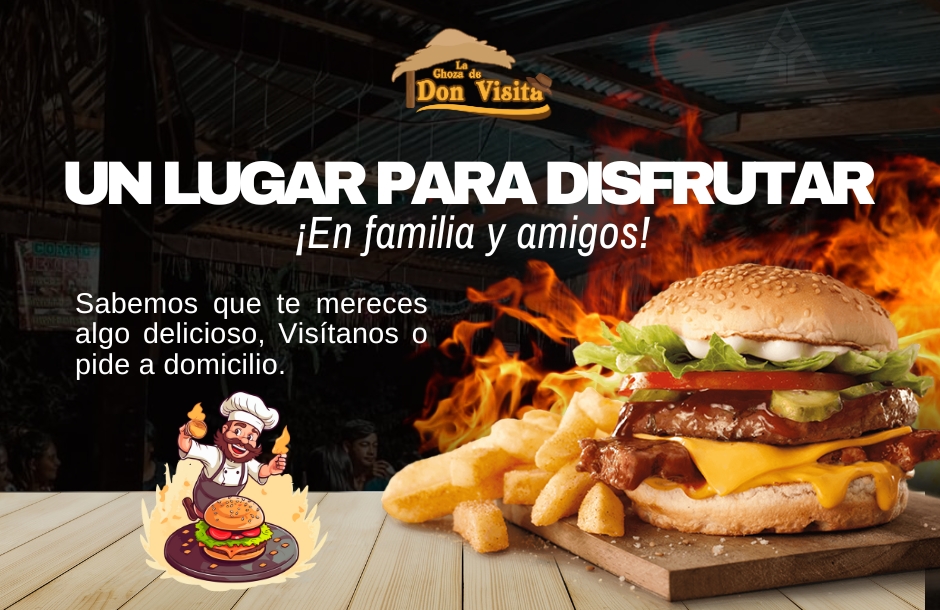 La
Choza de
Don Visita
UN LUGAR PARA DISFRUTAR
¡En familia y amigos!
Sabemos que te mereces
algo delicioso, Visítanos o
pide a domicilio.